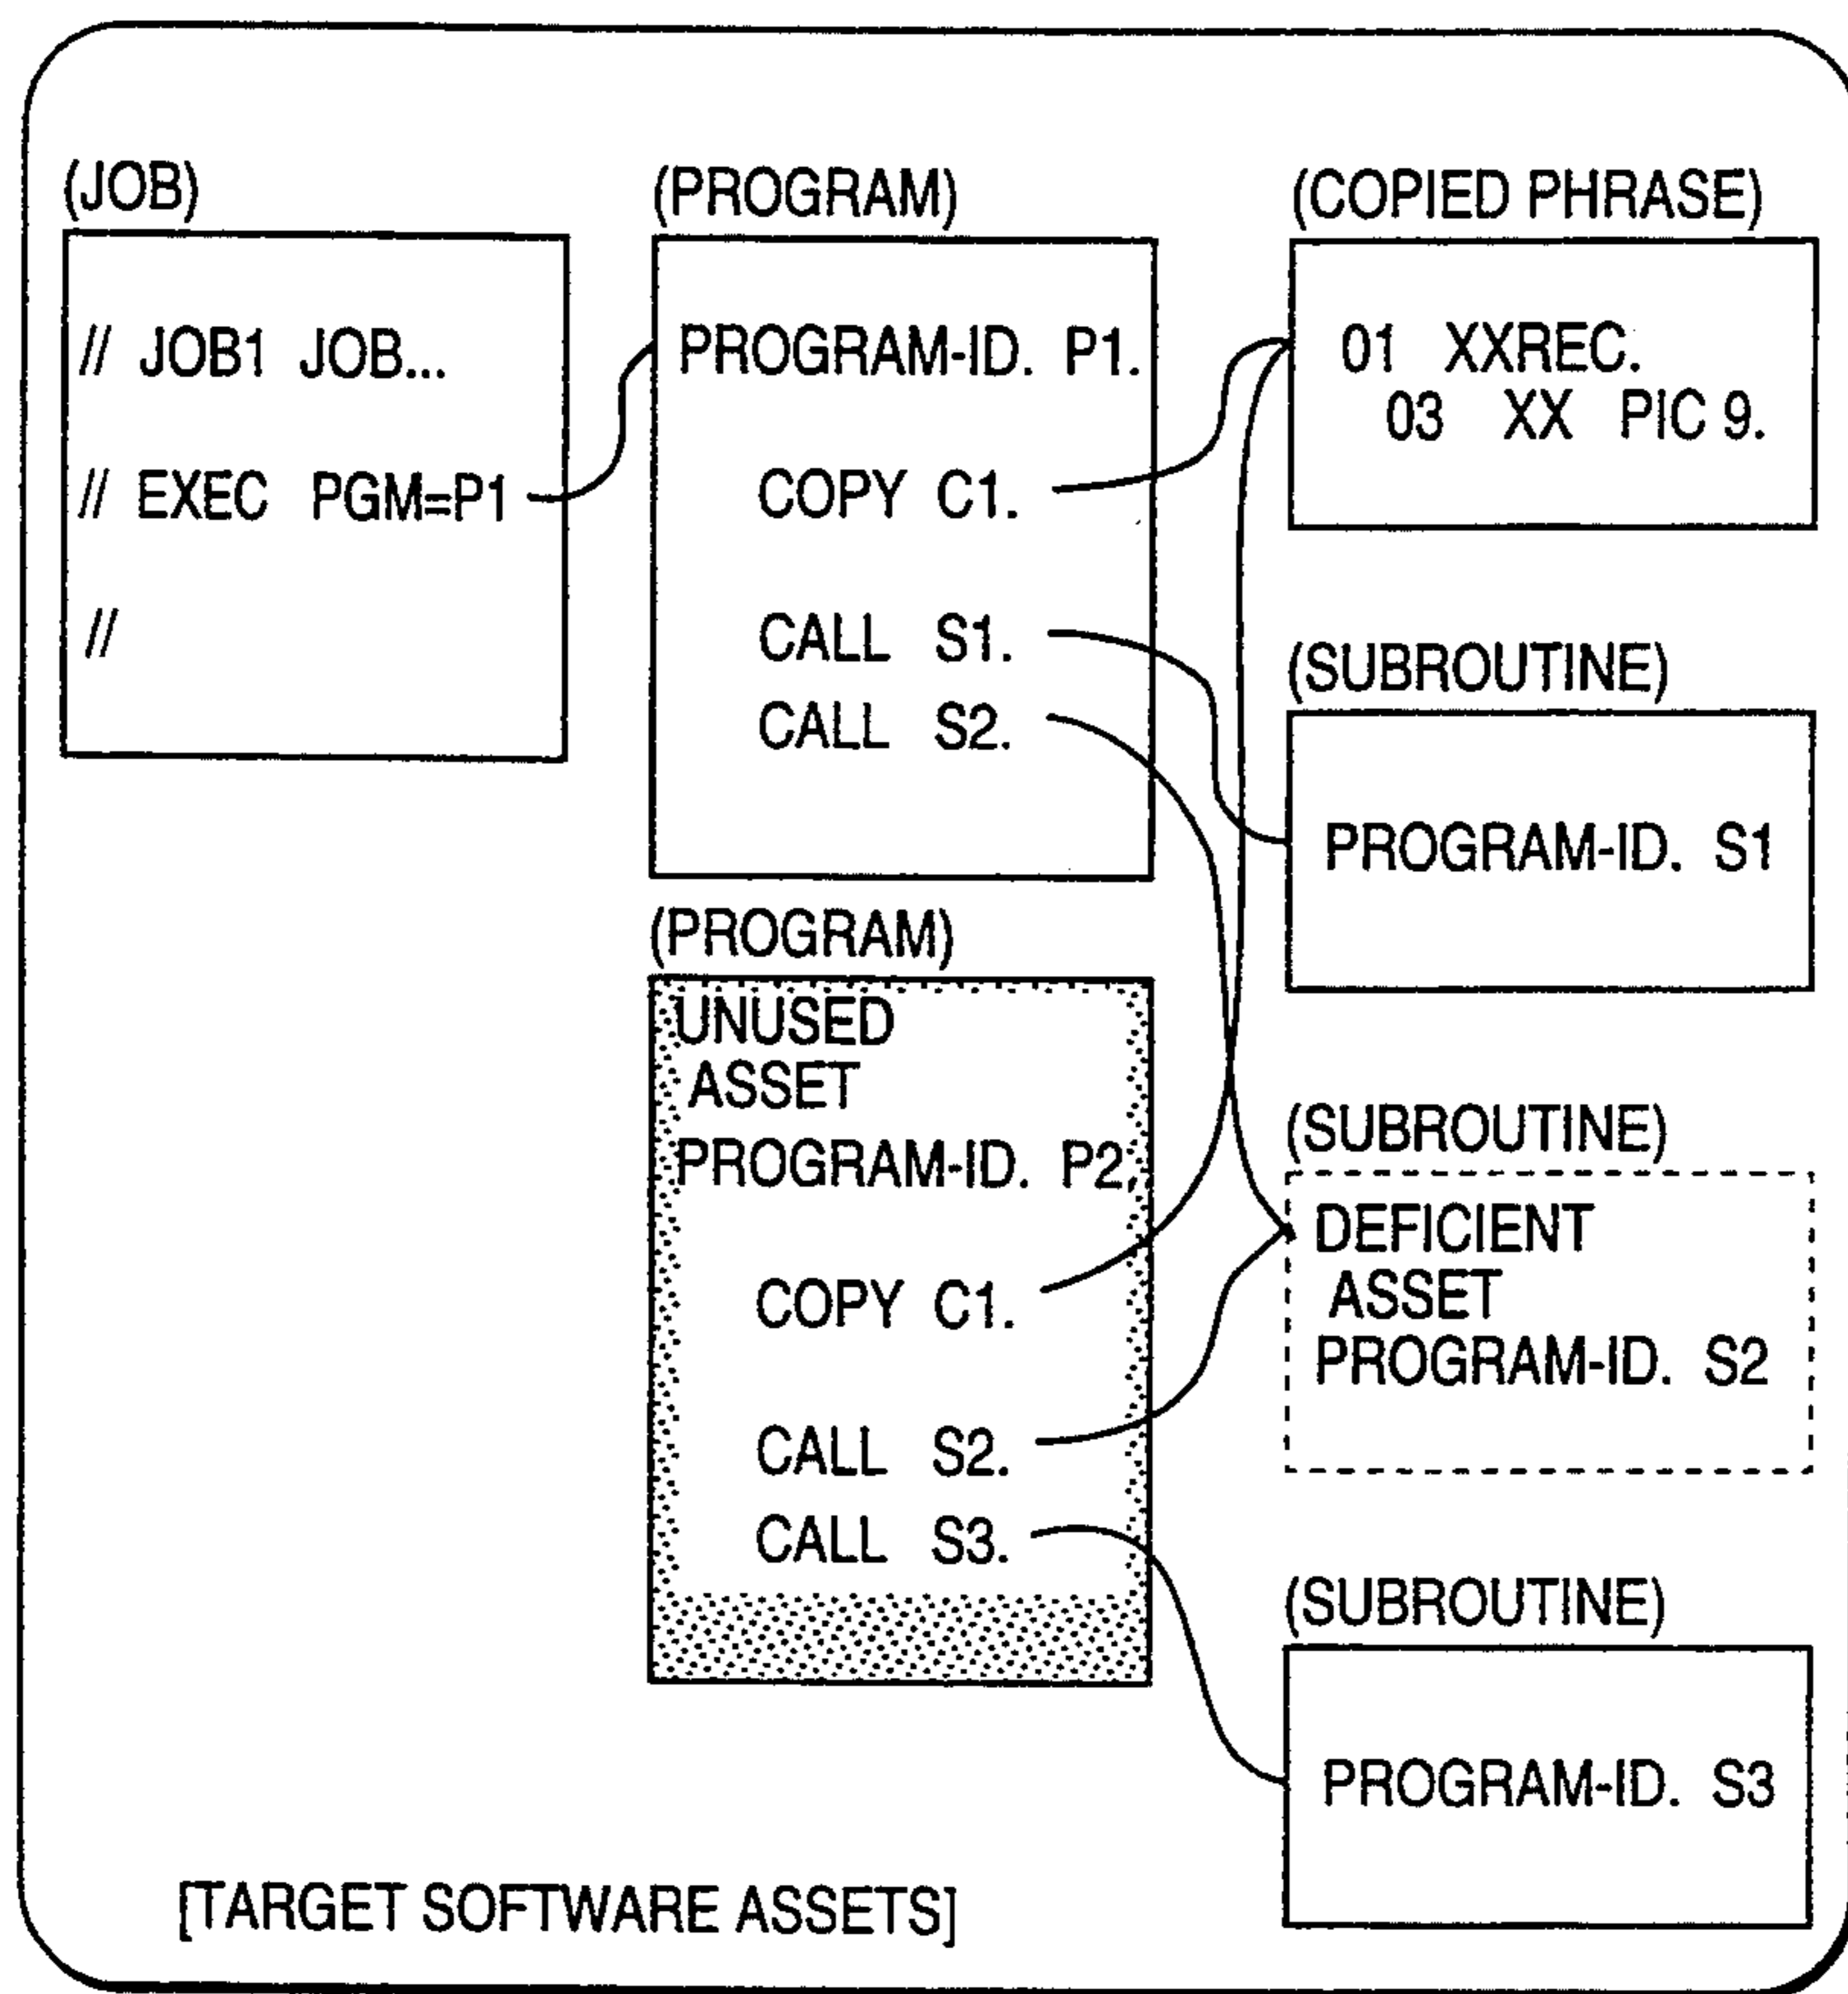 (JOB)
// JOB1 JOB...
// EXEC PGM=P1
//
(PROGRAM)
PROGRAM-ID. P1.
COPY C1.
CALL S1.
CALL S2.
(PROGRAM)
UNUSED
ASSET
PROGRAM-ID. P2.
COPY C1.
CALL S2.
CALL S3.
(COPIED PHRASE)
01 XXREC.
03 XX PIC 9.
(SUBROUTINE)
PROGRAM-ID. S1
(SUBROUTINE)
DEFICIENT
ASSET
PROGRAM-ID. S2
(SUBROUTINE)
PROGRAM-ID. S3
[TARGET SOFTWARE ASSETS]